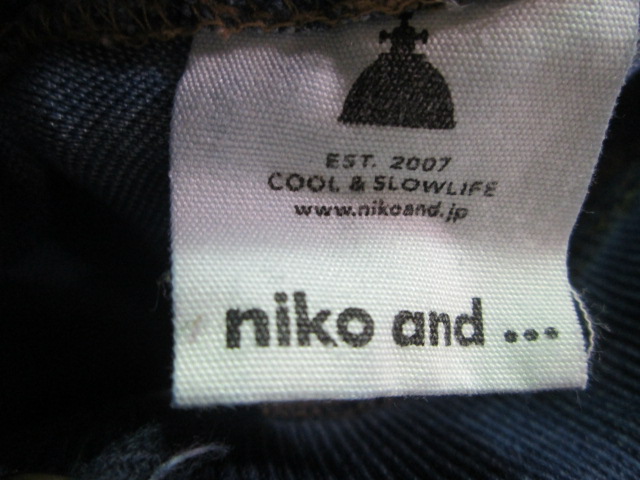 EST. 2007
COOL & SLOWLIFE
www.nikoand.jp
niko and ...